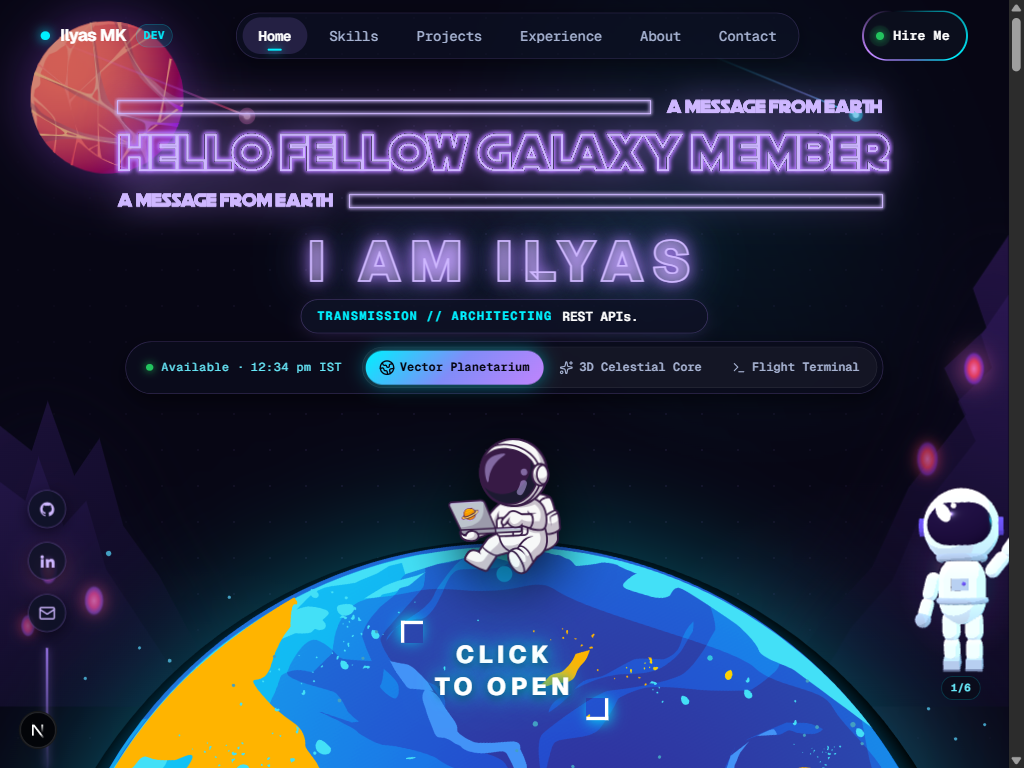 Ilyas MK DEV
Home Skills Projects Experience About Contact
Hire Me
A MESSAGE FROM EARTH
HELLO FELLOW GALAXY MEMBER
A MESSAGE FROM EARTH
I AM ILYAS
TRANSMISSION // ARCHITECTING REST APIs.
Available · 12:34 pm IST
Vector Planetarium
3D Celestial Core
Flight Terminal
CLICK
TO OPEN
1/6
in
N